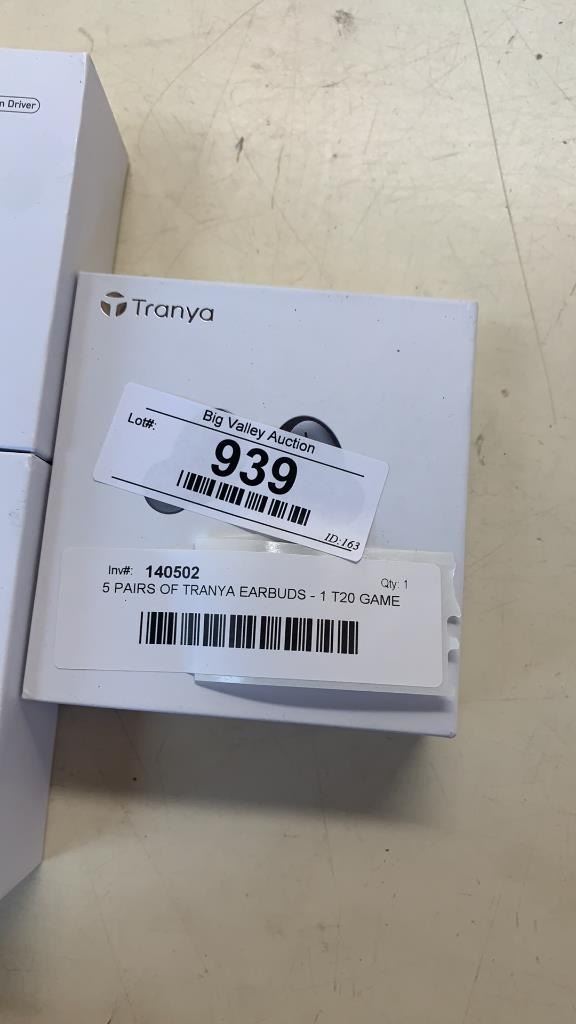 n Driver
Tranya
Big Valley Auction
Lot#:
939
ID:163
Inv#: 140502
Qty: 1
5 PAIRS OF TRANYA EARBUDS - 1 T20 GAME